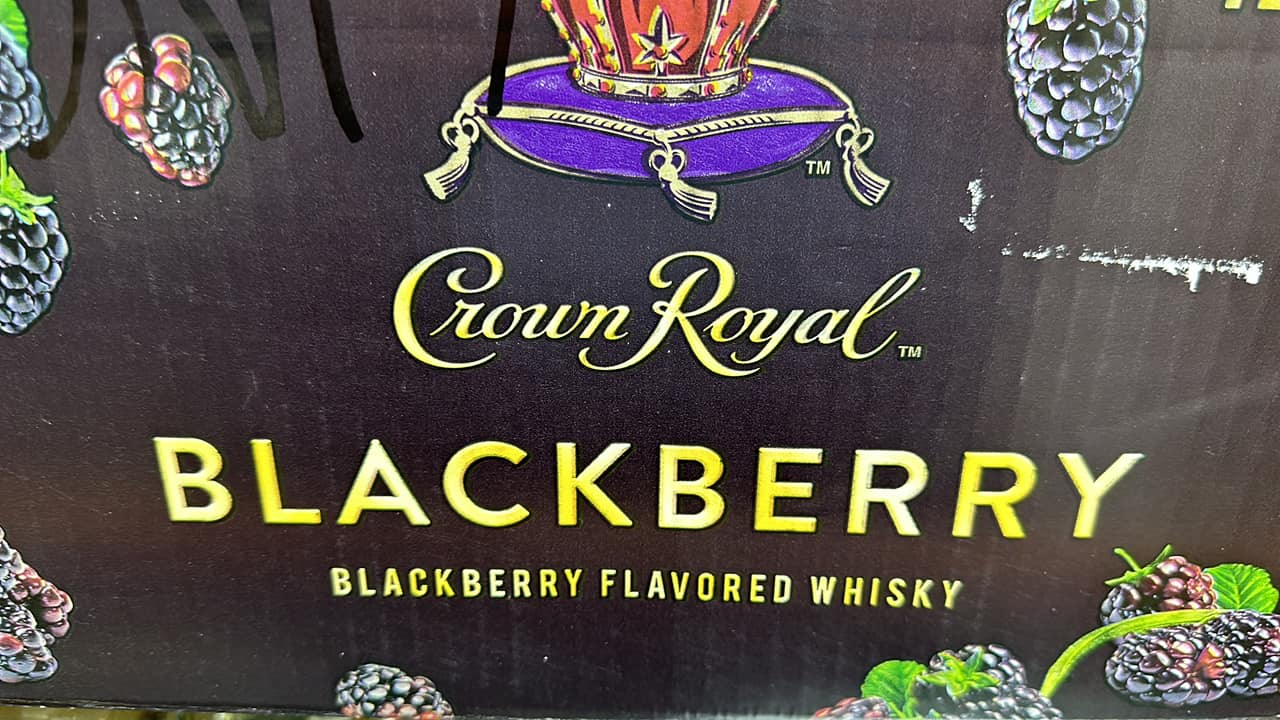 TM
Crown Royal TM
BLACKBERRY
BLACKBERRY FLAVORED WHISKY